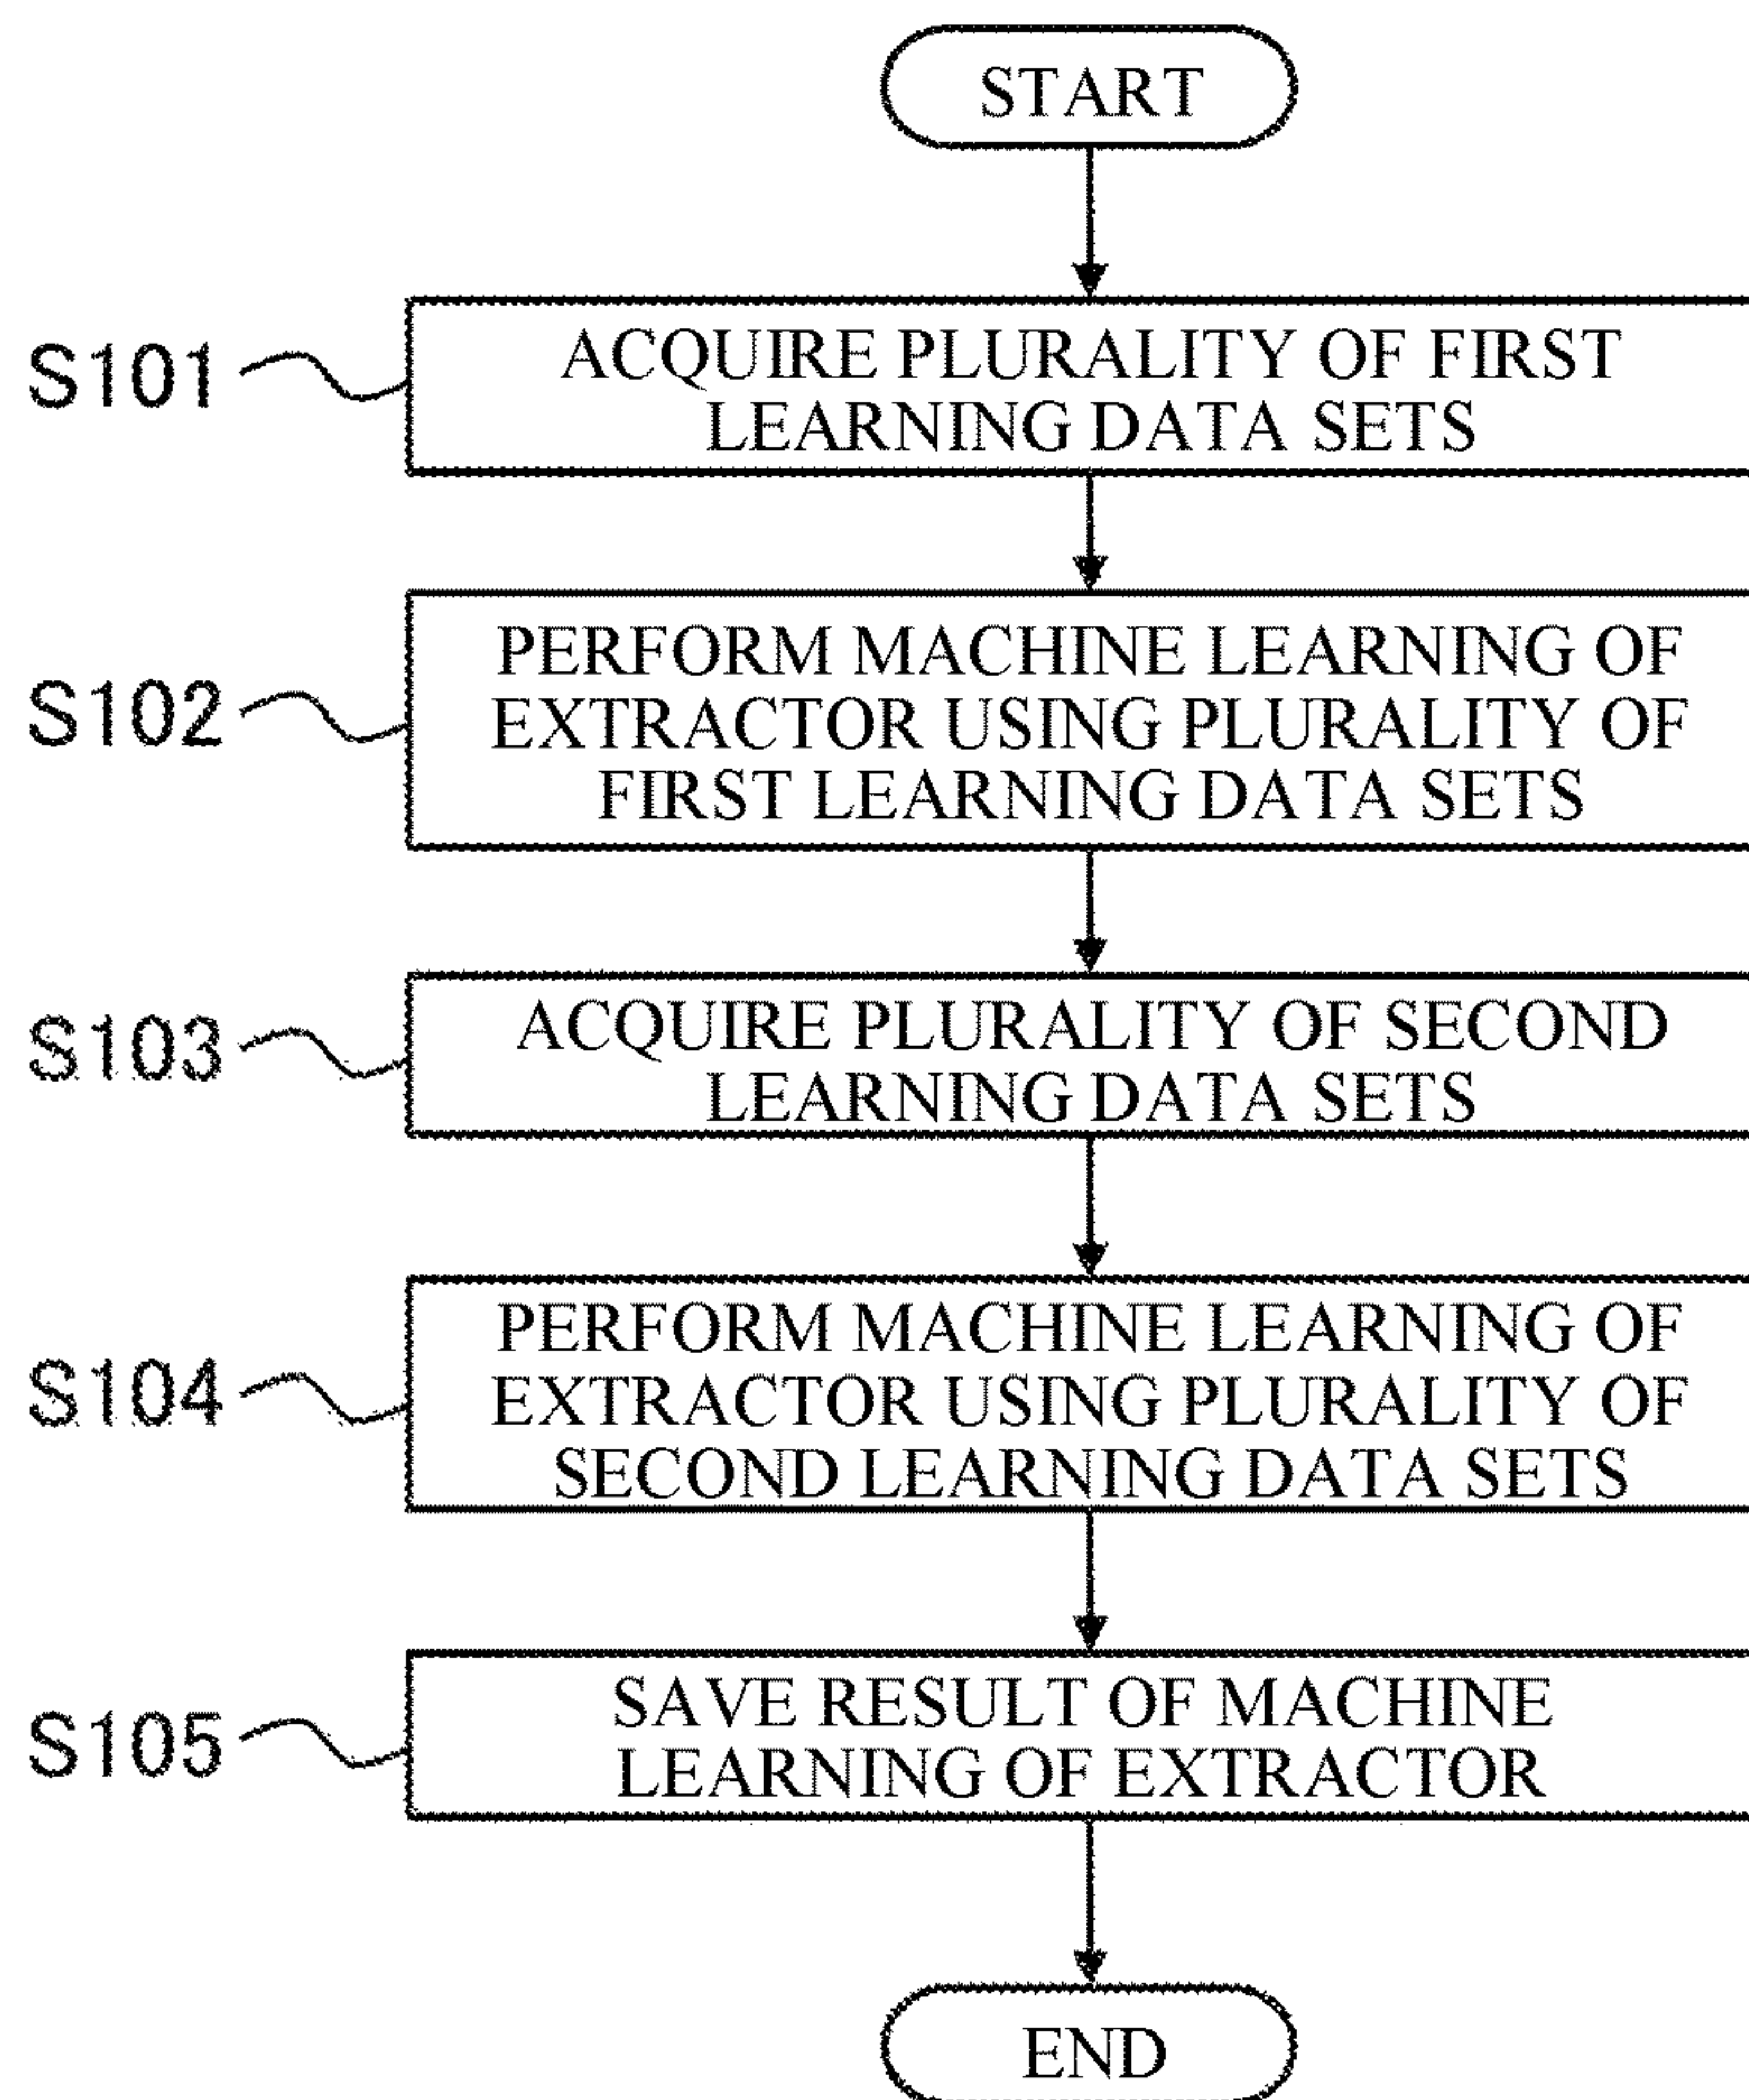 START
S101
ACQUIRE PLURALITY OF FIRST
LEARNING DATA SETS
S102
PERFORM MACHINE LEARNING OF
EXTRACTOR USING PLURALITY OF
FIRST LEARNING DATA SETS
S103
ACQUIRE PLURALITY OF SECOND
LEARNING DATA SETS
S104
PERFORM MACHINE LEARNING OF
EXTRACTOR USING PLURALITY OF
SECOND LEARNING DATA SETS
S105
SAVE RESULT OF MACHINE
LEARNING OF EXTRACTOR
END